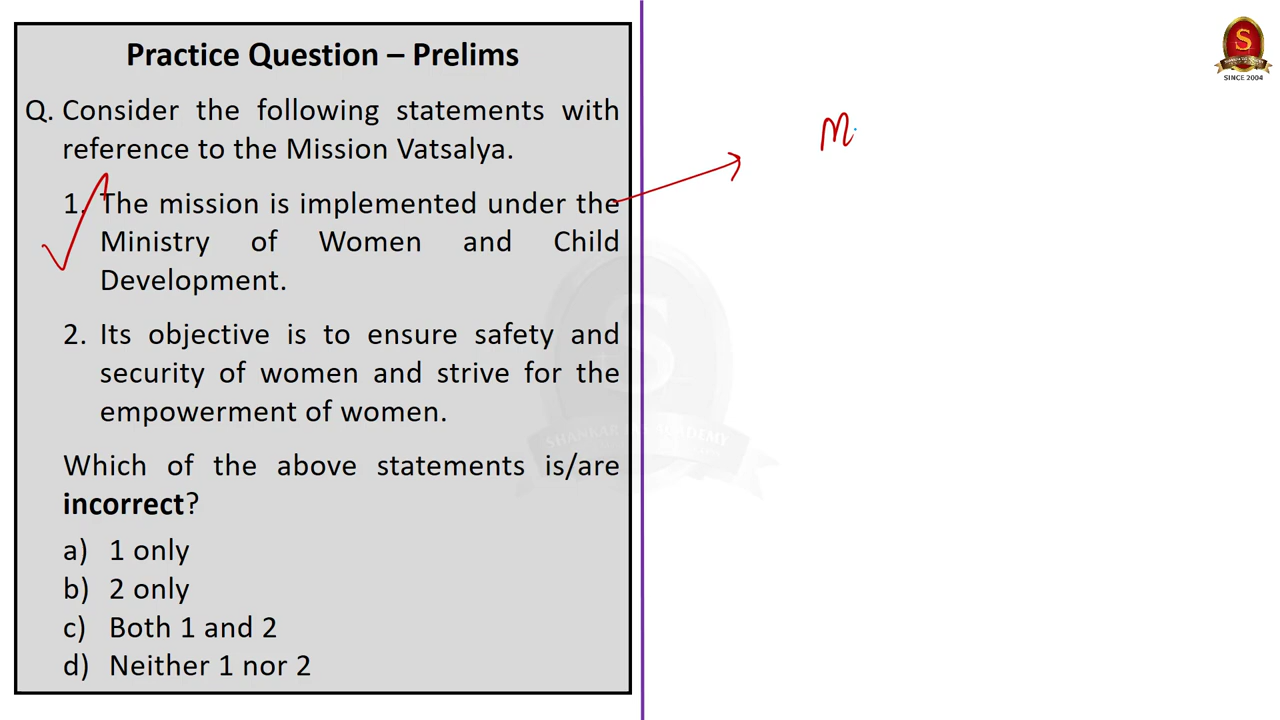 Practice Question – Prelims
Q. Consider the following statements with
reference to the Mission Vatsalya.
1. The mission is implemented under the
Ministry of Women and Child
Development.
2. Its objective is to ensure safety and
security of women and strive for the
empowerment of women.
Which of the above statements is/are
incorrect?
a) 1 only
b) 2 only
c) Both 1 and 2
d) Neither 1 nor 2
M
S
SINCE 2004
S
SHANKAR IAS ACADEMY